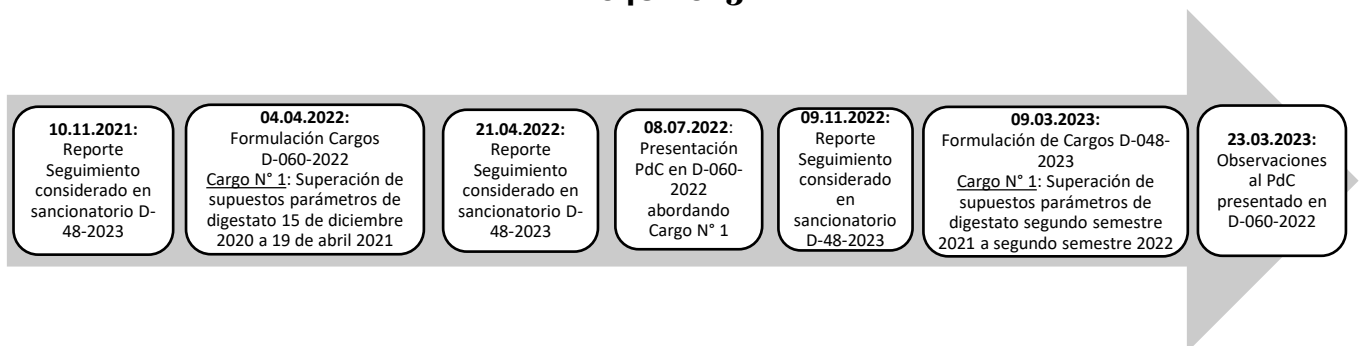 10.11.2021:
Reporte
Seguimiento
considerado en
sancionatorio D-
48-2023
04.04.2022:
Formulación Cargos
D-060-2022
Cargo N° 1: Superación de
supuestos parámetros de
digestato 15 de diciembre
2020 a 19 de abril 2021
21.04.2022:
Reporte
Seguimiento
considerado en
sancionatorio D-
48-2023
08.07.2022:
Presentación
PdC en D-060-
2022
abordando
Cargo N° 1
09.11.2022:
Reporte
Seguimiento
considerado
en
sancionatorio
D-48-2023
09.03.2023:
Formulación de Cargos D-048-
2023
Cargo N° 1: Superación de
supuestos parámetros de
digestato segundo semestre
2021 a segundo semestre 2022
23.03.2023:
Observaciones
al PdC
presentado en
D-060-2022